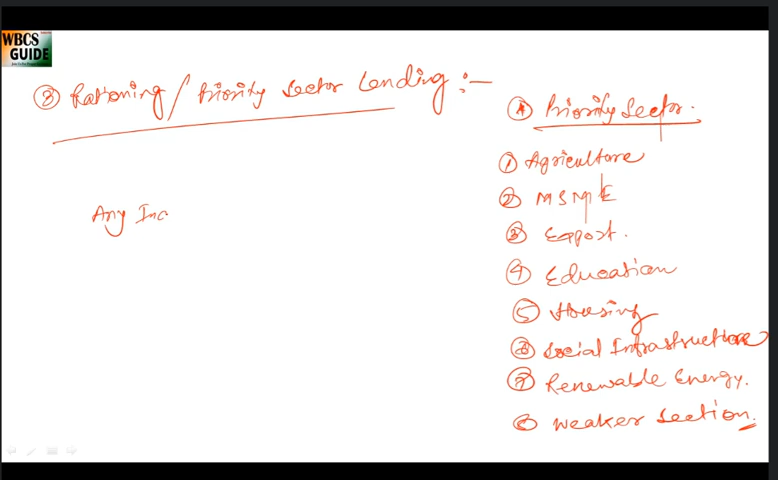 WBCS
GUIDE
③ Rationing / Priority Sector Lending :-
Any Inc
Ⓐ Priority Sector.
① Agriculture
② MSME
③ Export.
④ Education
⑤ Housing
⑥ Social Infrastructure
⑦ Renewable Energy.
⑧ Weaker Section.